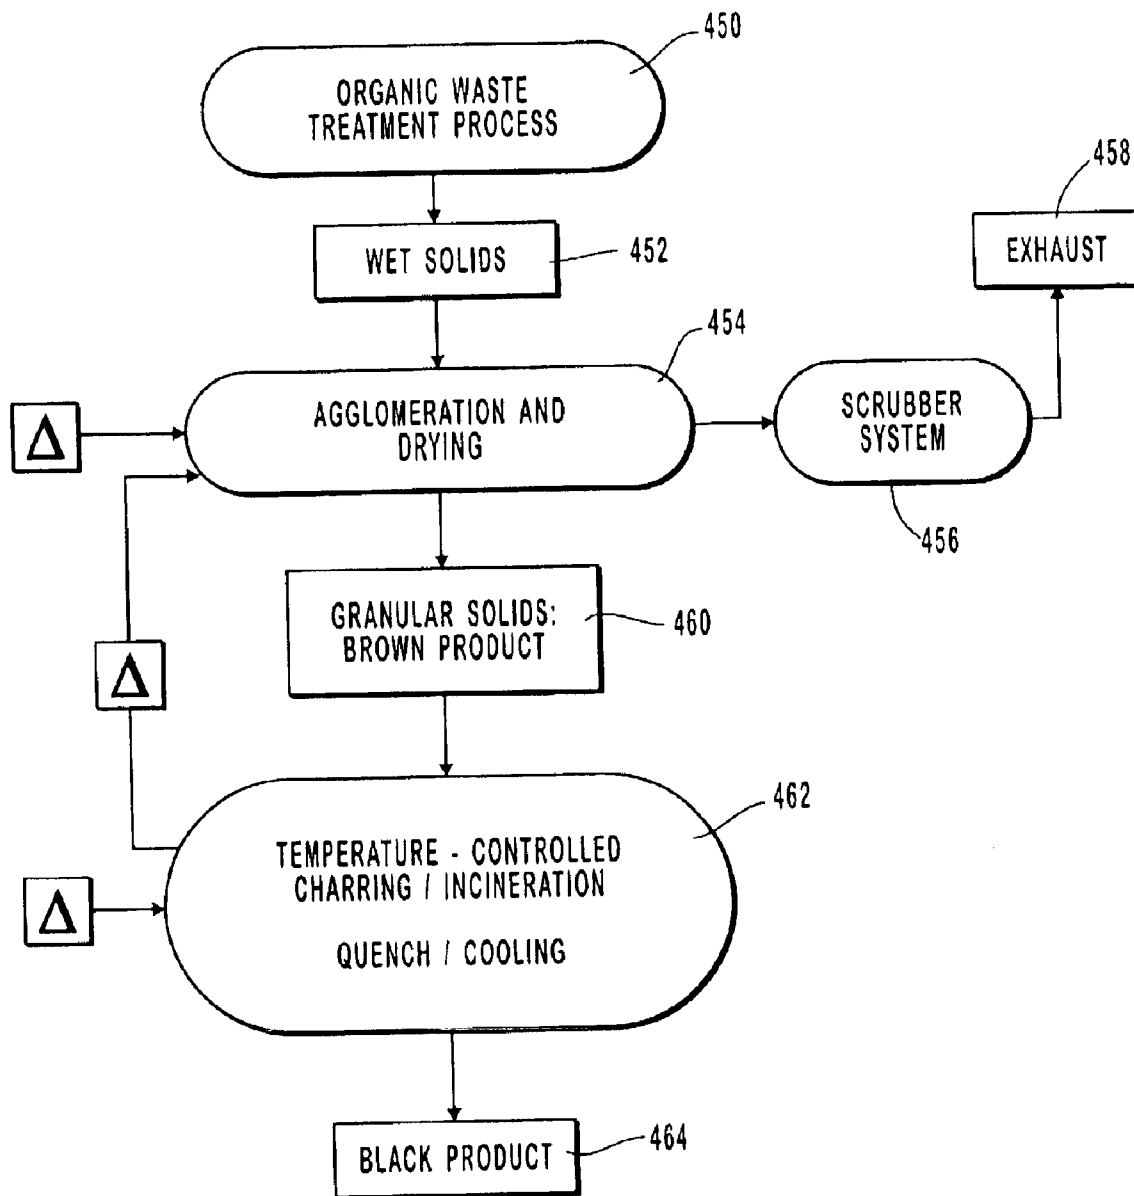 450
ORGANIC WASTE
TREATMENT PROCESS
458
WET SOLIDS
452
EXHAUST
454
AGGLOMERATION AND
DRYING
SCRUBBER
SYSTEM
Δ
456
GRANULAR SOLIDS:
BROWN PRODUCT
460
Δ
462
TEMPERATURE - CONTROLLED
CHARRING / INCINERATION
QUENCH / COOLING
Δ
BLACK PRODUCT
464